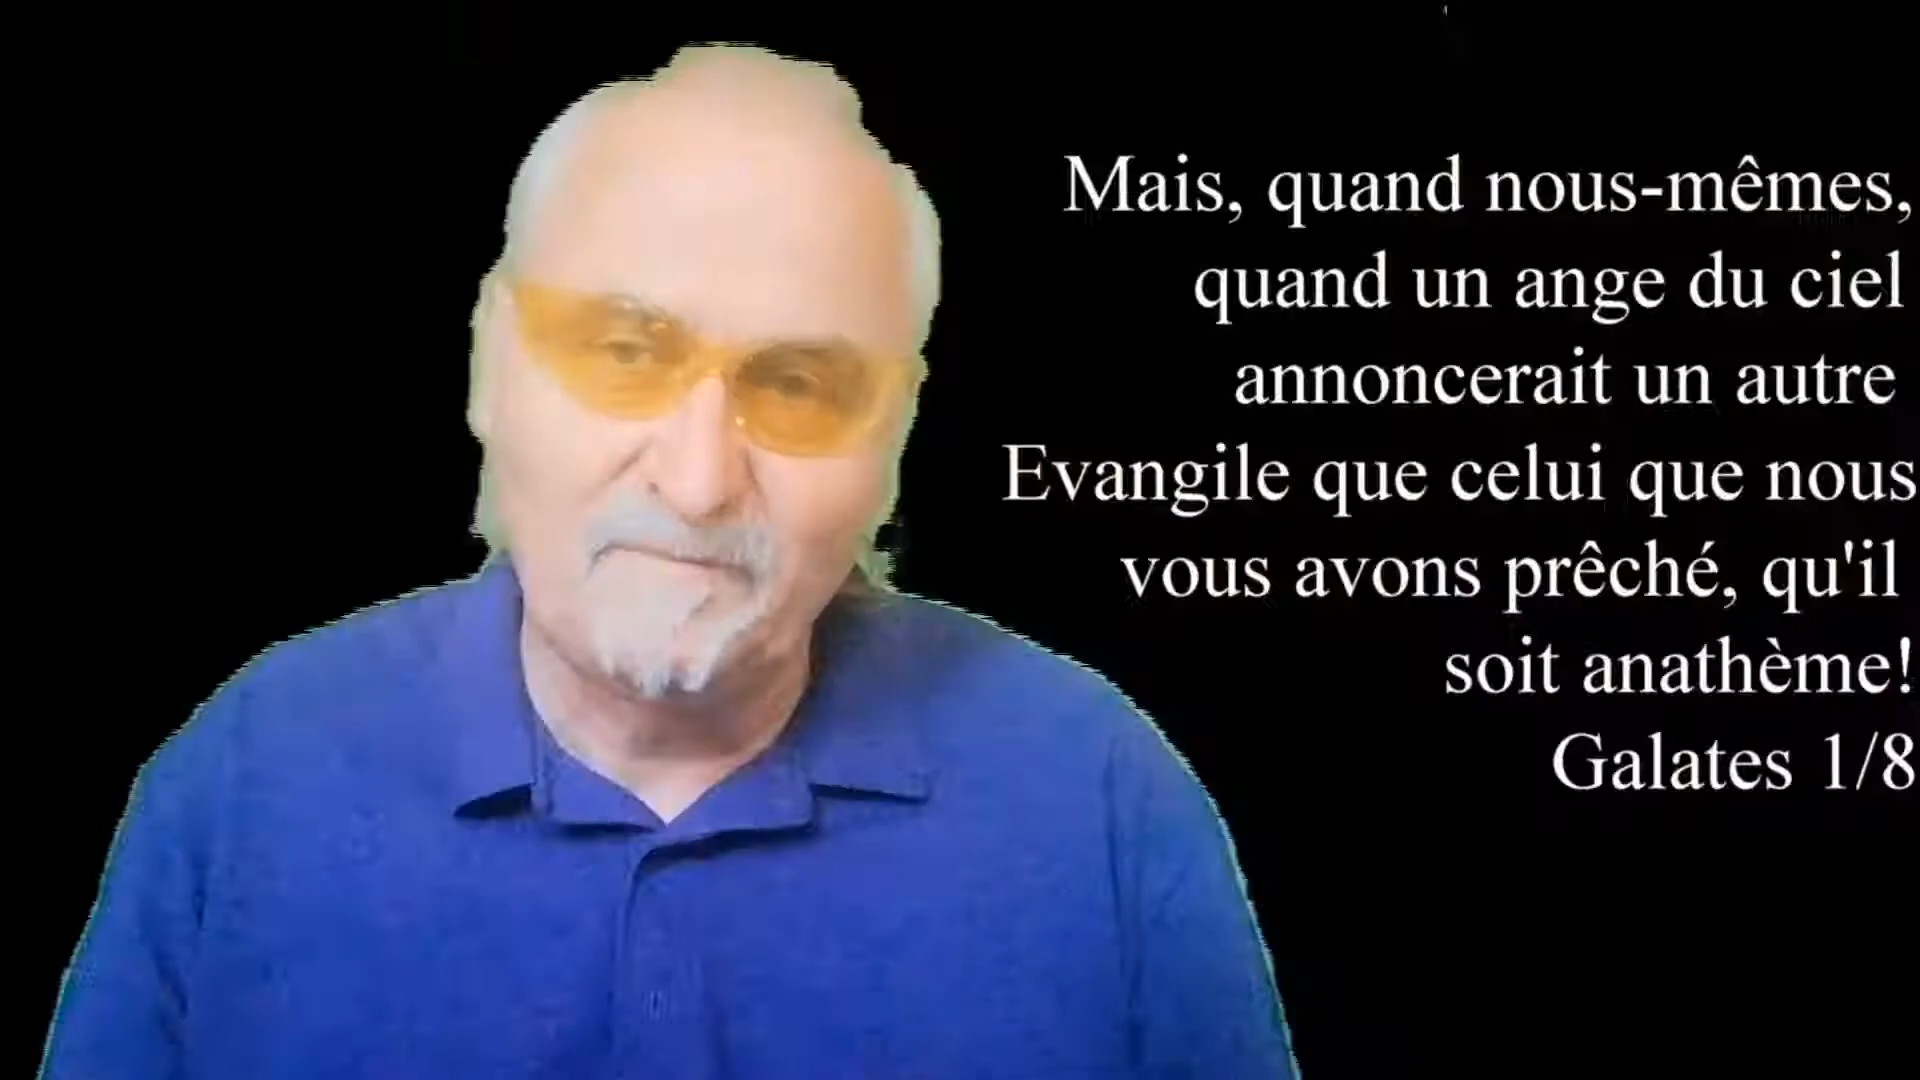 Mais, quand nous-mêmes,
quand un ange du ciel
annoncerait un autre
Evangile que celui que nous
vous avons prêché, qu'il
soit anathème!
Galates 1/8